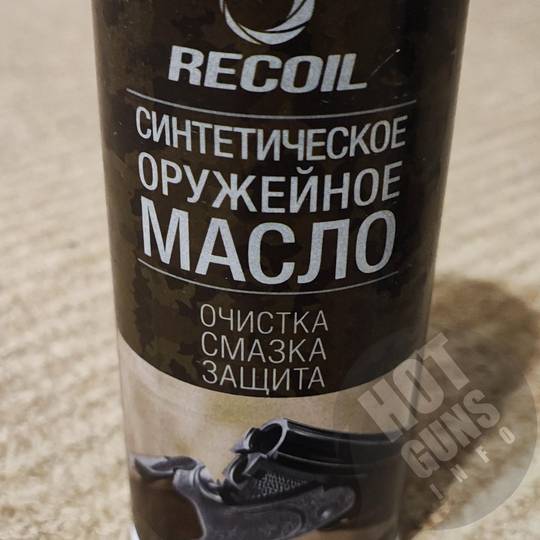 RECOIL
СИНТЕТИЧЕСКОЕ
ОРУЖЕЙНОЕ
МАСЛО
ОЧИСТКА
СМАЗКА
ЗАЩИТА
HOT
GUNS
INFO